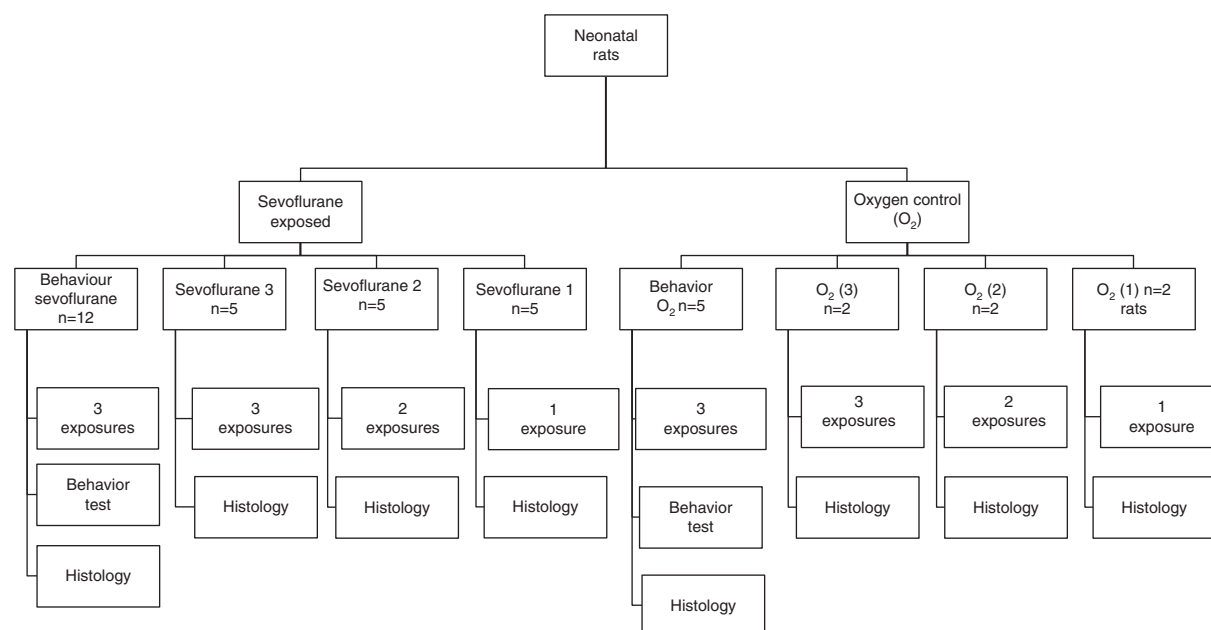 Neonatal
rats
Sevoflurane
exposed
Oxygen control
(O₂)
Behaviour
sevoflurane
n=12
Sevoflurane 3
n=5
Sevoflurane 2
n=5
Sevoflurane 1
n=5
Behavior
O₂ n=5
O₂ (3)
n=2
O₂ (2)
n=2
O₂ (1) n=2
rats
3
exposures
3
exposures
2
exposures
1
exposure
3
exposures
3
exposures
2
exposures
1
exposure
Behavior
test
Histology
Histology
Histology
Behavior
test
Histology
Histology
Histology
Histology
Histology